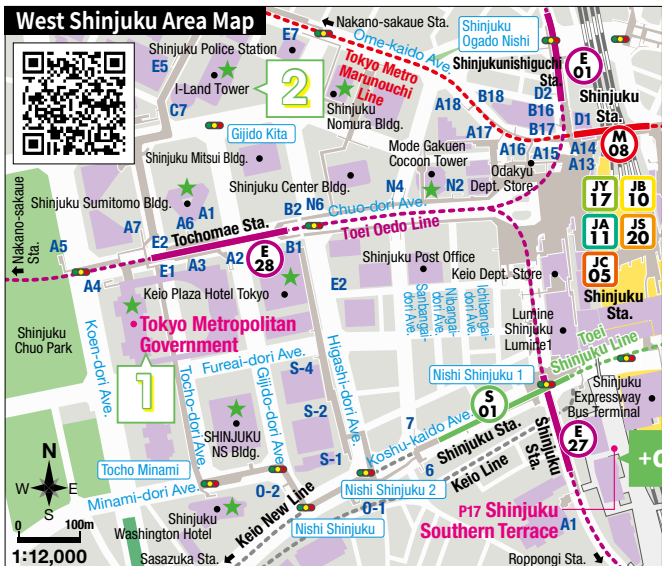 West Shinjuku Area Map
Nakano-sakaue Sta.
Shinjuku
Ogado Nishi
Shinjuku Police Station
E7
E5
Ome-kaido Ave.
Tokyo Metro
Marunouchi
Line
Shinjukunishiguchi
Sta.
E
01
I-Land Tower
2
C7
Shinjuku
Nomura Bldg.
A18
B18
D2
B16
B17
D1
Shinjuku
Sta.
M
08
Gijido Kita
A17
A16
A15
A14
A13
Shinjuku Mitsui Bldg.
Mode Gakuen
Cocoon Tower
Odakyu
Dept. Store
Shinjuku Center Bldg.
N4
N2
JY
17
JB
10
JA
11
JS
20
JC
05
Shinjuku
Sta.
Shinjuku Sumitomo Bldg.
A1
A6
A7
B2
N6
Chuo-dori Ave.
Toei Oedo Line
Nakano-sakaue
Sta.
A5
E2
Tochomae Sta.
E
28
B1
A4
E1
A3
A2
E2
Shinjuku Post Office
Keio Dept. Store
Keio Plaza Hotel Tokyo
Sanbangai-
dori Ave.
Nibangai-
dori Ave.
Ichibangai-
dori Ave.
Lumine
Shinjuku
Lumine1
Shinjuku
Chuo Park
Koen-dori Ave.
Tokyo Metropolitan
Government
Fureai-dori Ave.
Higashi-dori Ave.
Toei
Shinjuku Line
1
Tocho-dori Ave.
Gijido-dori Ave.
S-4
S-2
S-1
Nishi Shinjuku 1
S
01
Shinjuku
Expressway
Bus Terminal
SHINJUKU
NS Bldg.
7
Koshu-kaido Ave.
Shinjuku Sta.
Shinjuku
Sta.
E
27
6
Keio Line
N
W
E
S
Tocho Minami
Minami-dori Ave.
O-2
Nishi Shinjuku 2
O-1
Keio New Line
Nishi Shinjuku
P17 Shinjuku
Southern Terrace
A1
0 100m
1:12,000
Shinjuku
Washington Hotel
Sasazuka Sta.
Roppongi Sta.